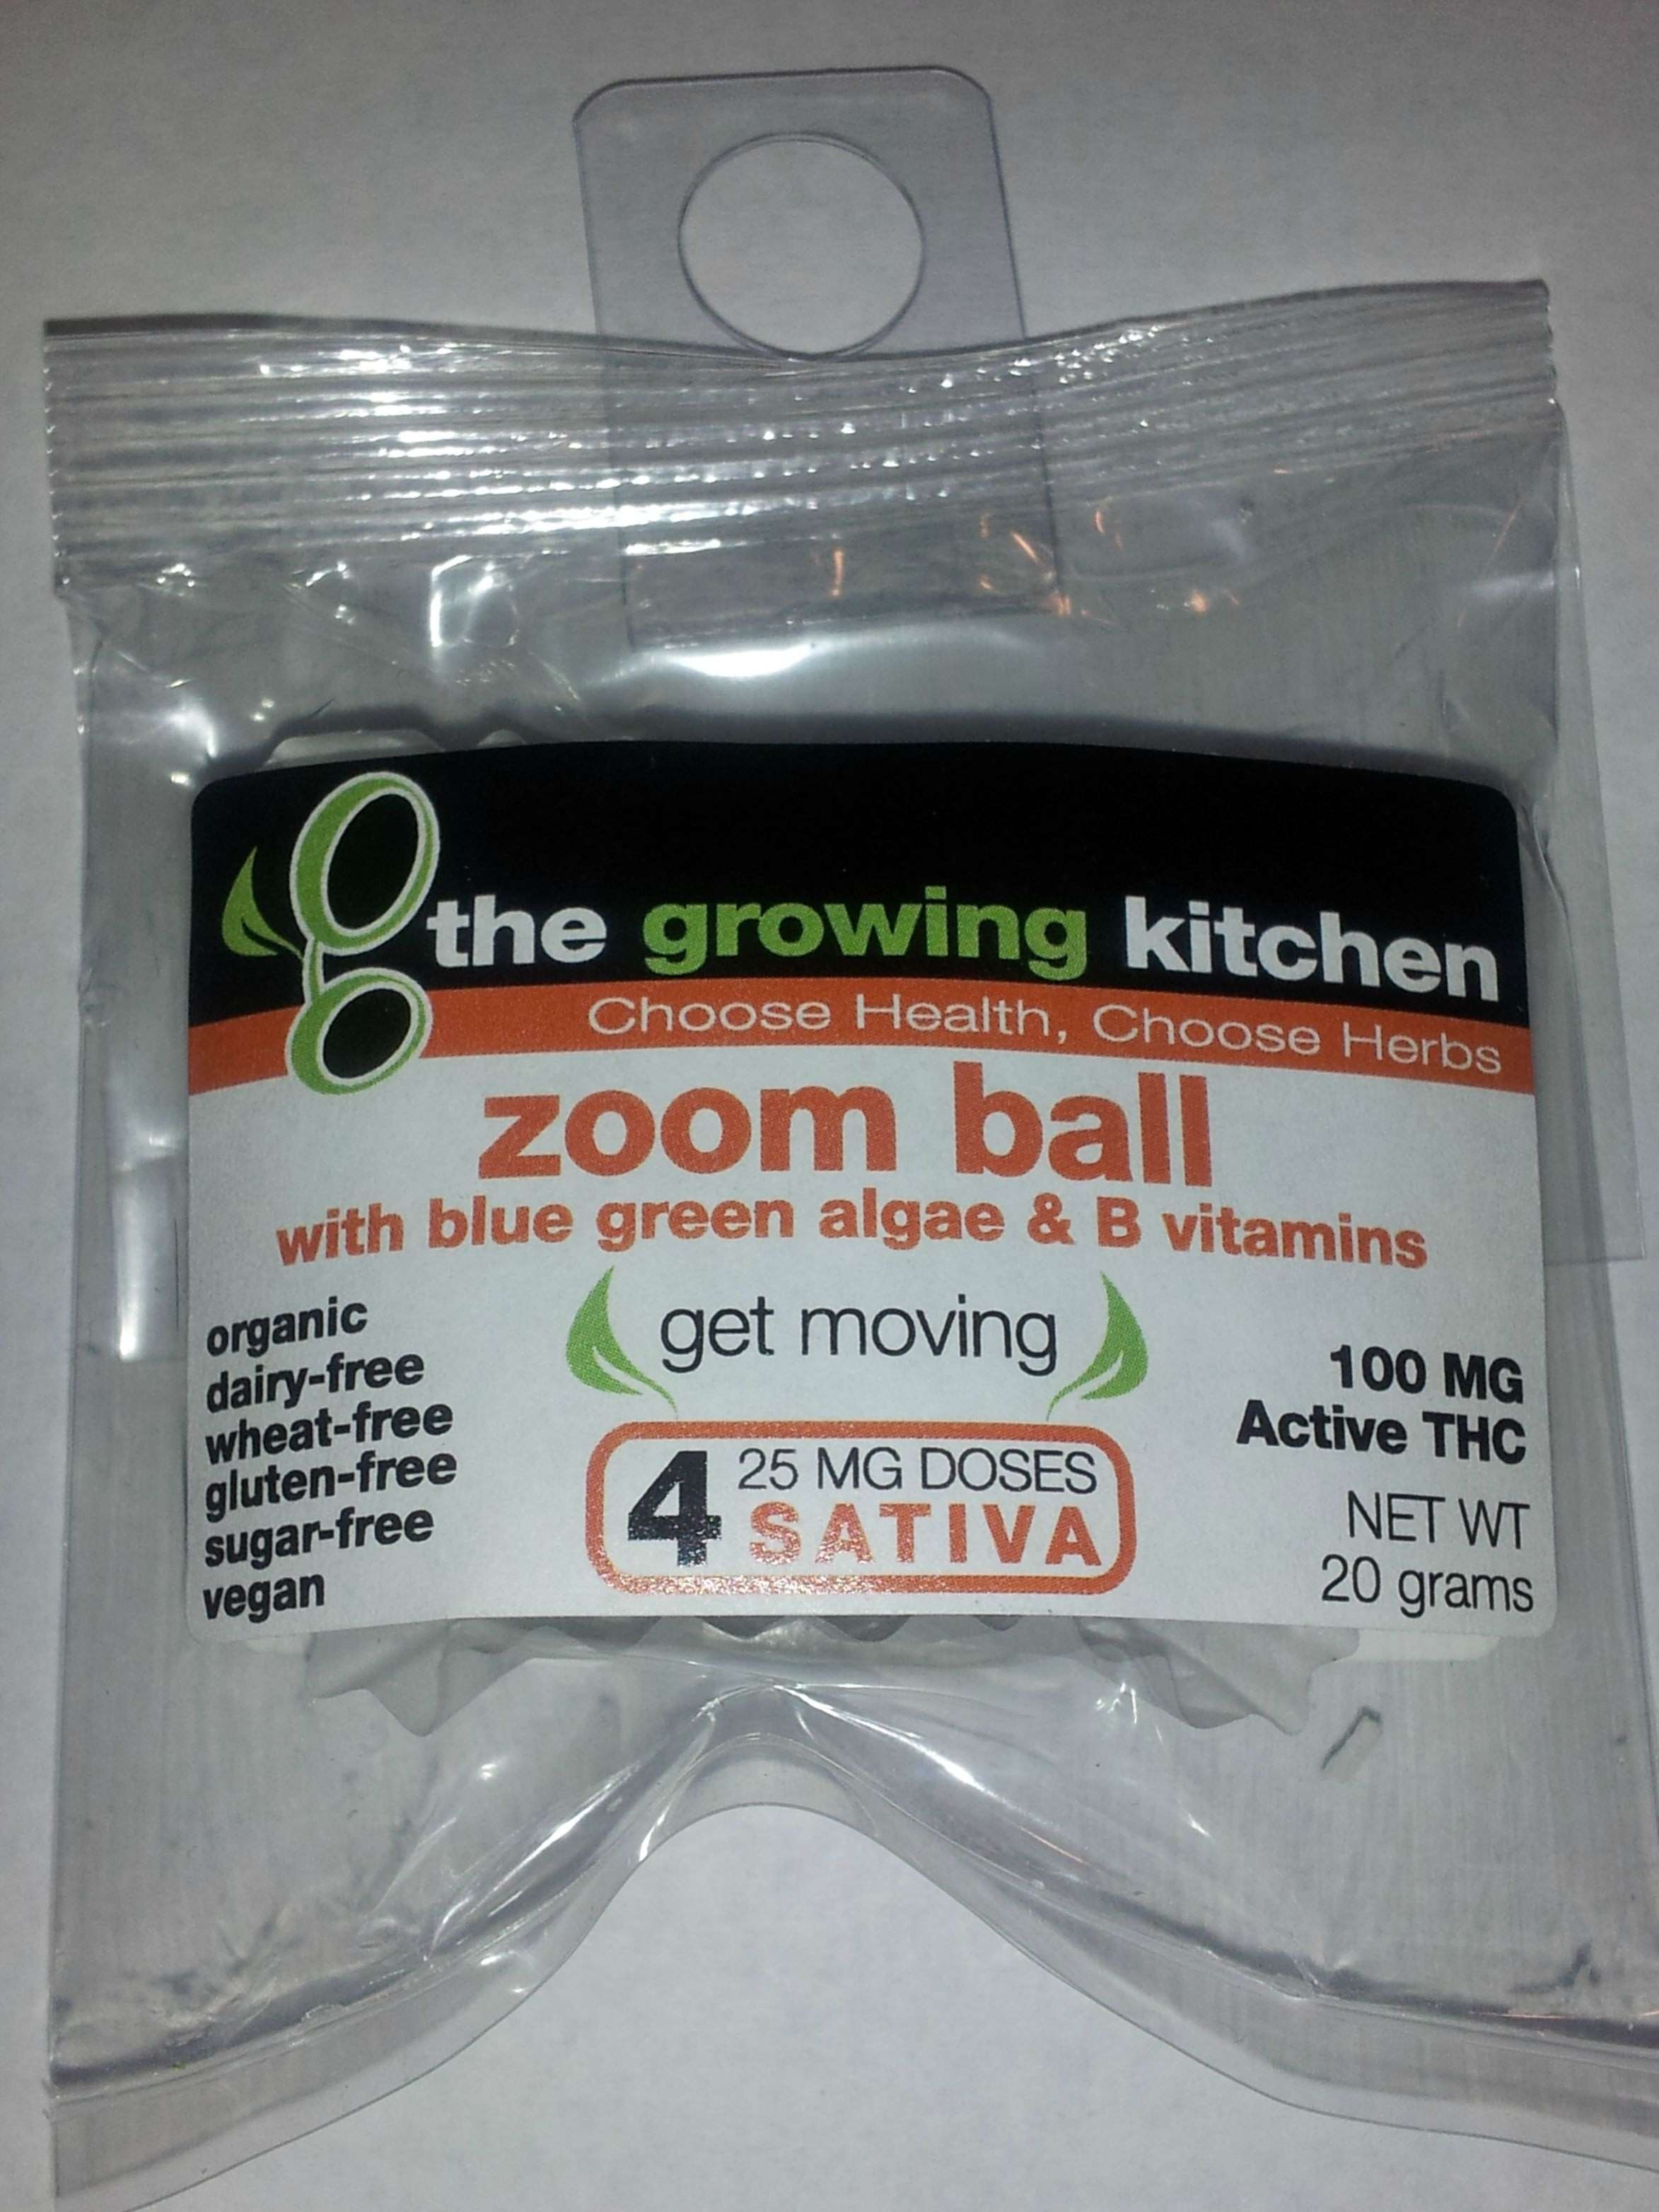 the growing kitchen
Choose Health, Choose Herbs
zoom ball
with blue green algae & B vitamins
get moving
organic
dairy-free
wheat-free
gluten-free
sugar-free
vegan
4 25 MG DOSES
SATIVA
100 MG
Active THC
NET WT
20 grams